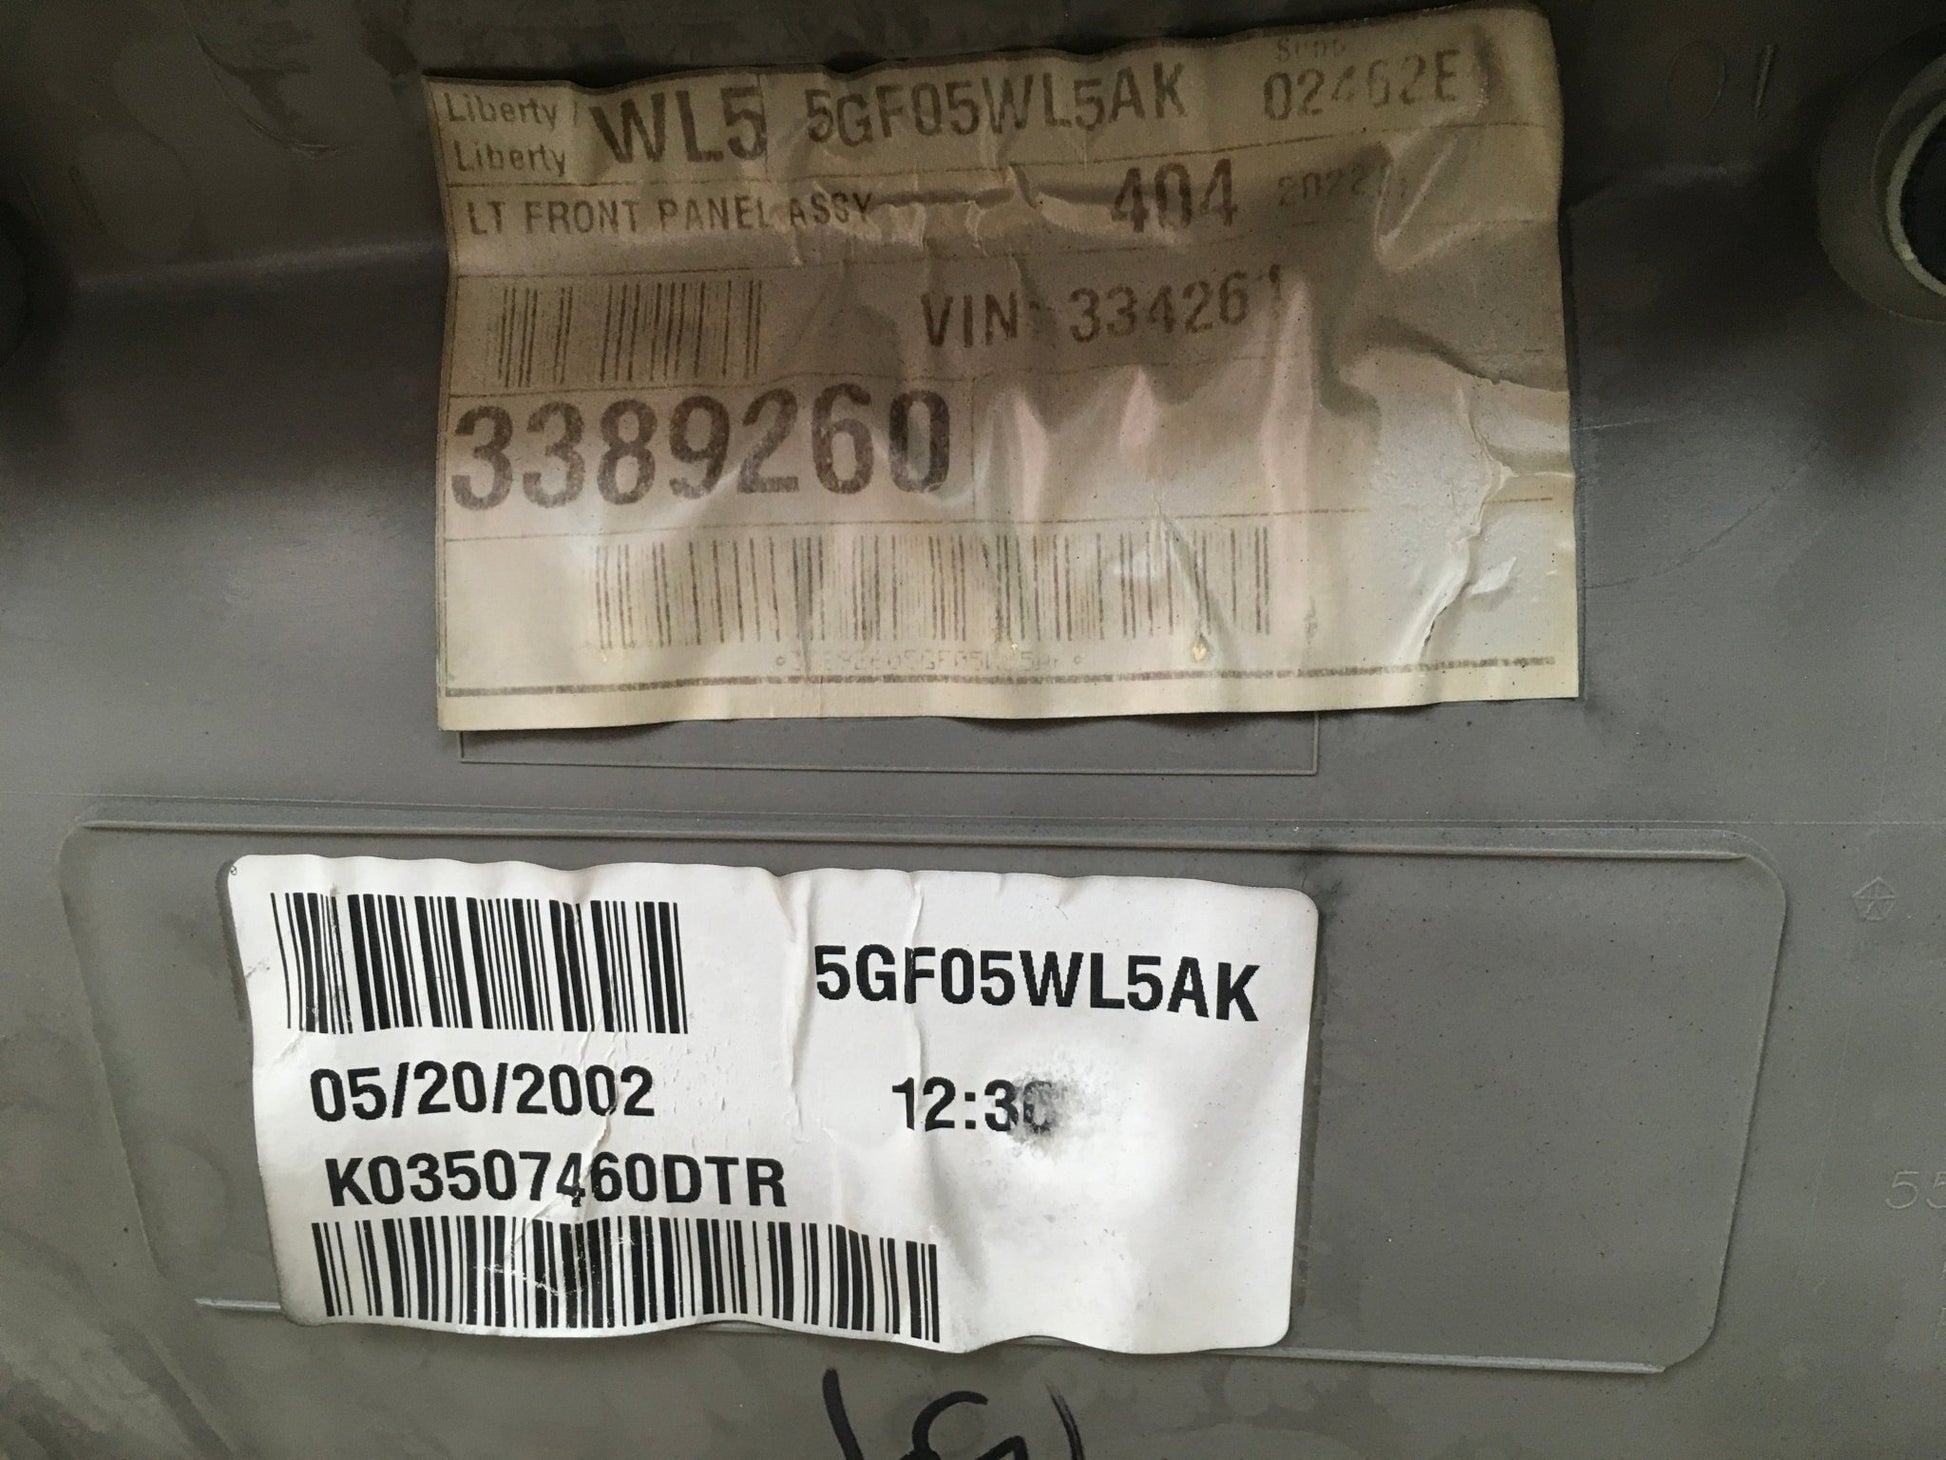 Liberty / WL5 5GF05WL5AK 02462E
Liberty
LT FRONT PANEL ASSY 404
VIN: 334261
3389260
5GF05WL5AK
05/20/2002 12:30
K03507460DTR